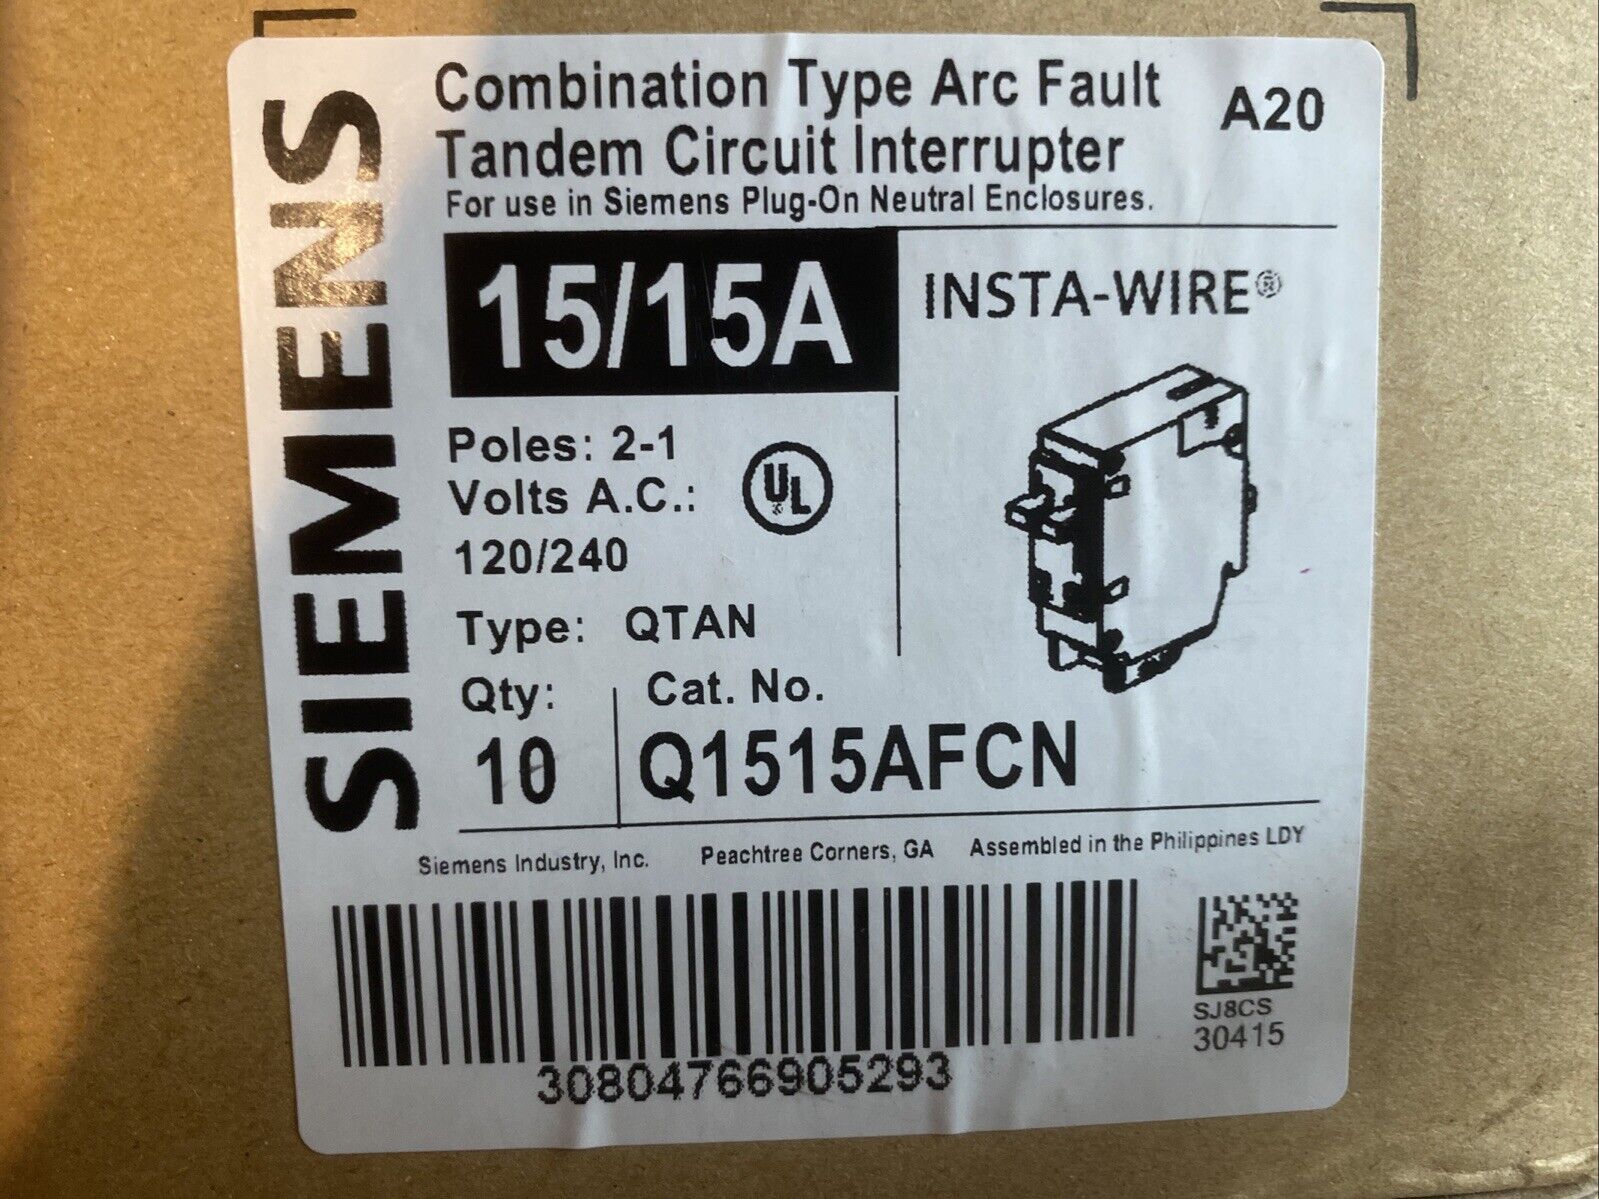 SIEMENS
Combination Type Arc Fault
Tandem Circuit Interrupter
A20
For use in Siemens Plug-On Neutral Enclosures.
15/15A
INSTA-WIRE®
Poles: 2-1
Volts A.C.:
120/240
UL
Type: QTAN
Qty:
10
Cat. No.
Q1515AFCN
Siemens Industry, Inc. Peachtree Corners, GA Assembled in the Philippines LDY
30804766905293
SJ8CS
30415